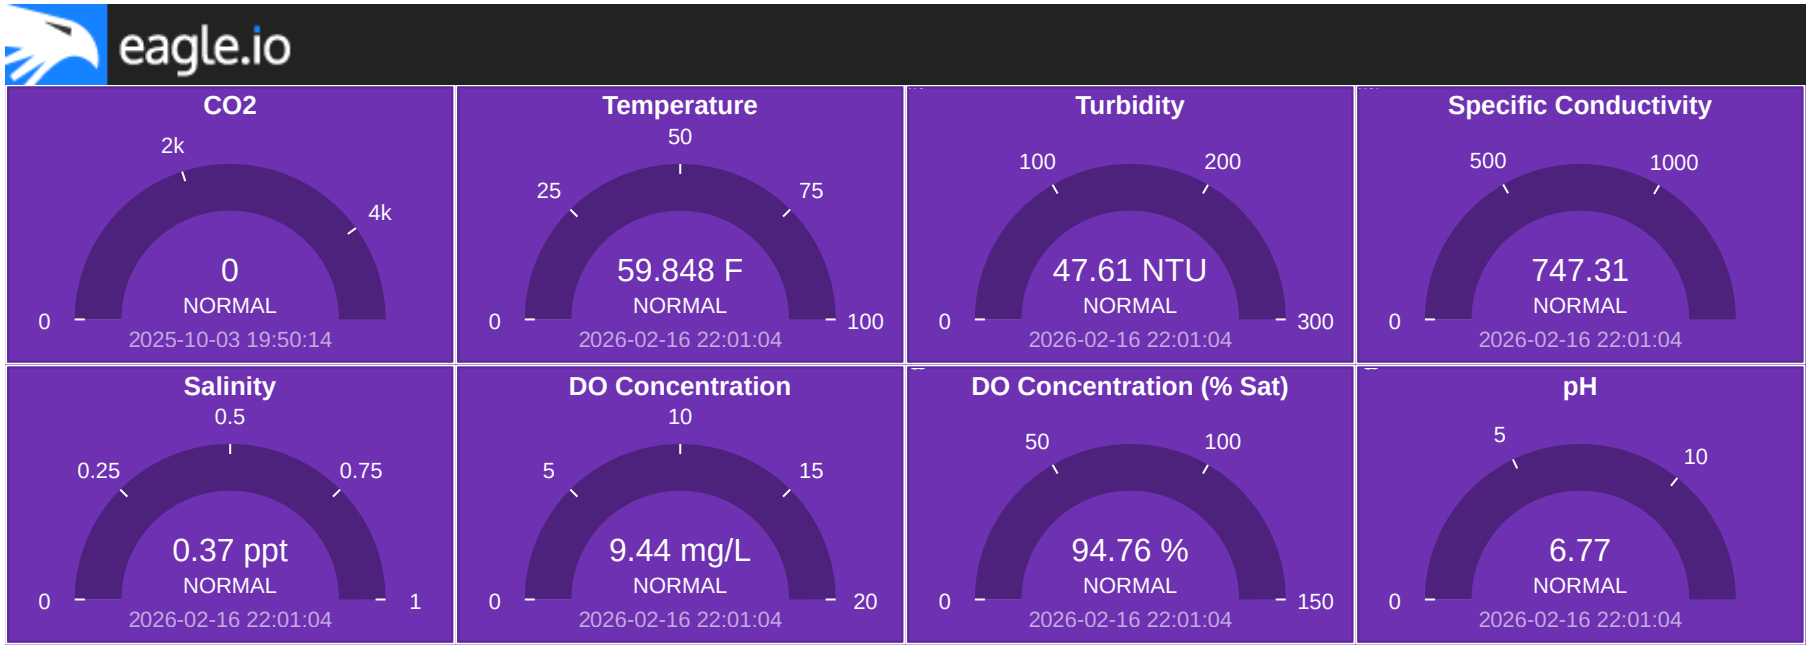 eagle.io
CO2
2k
4k
0
NORMAL
0
2025-10-03 19:50:14
Temperature
50
25
75
59.848 F
NORMAL
0
100
2026-02-16 22:01:04
Turbidity
100
200
47.61 NTU
NORMAL
0
300
2026-02-16 22:01:04
Specific Conductivity
500
1000
747.31
NORMAL
0
2026-02-16 22:01:04
Salinity
0.5
0.25
0.75
0.37 ppt
NORMAL
0
1
2026-02-16 22:01:04
DO Concentration
10
5
15
9.44 mg/L
NORMAL
0
20
2026-02-16 22:01:04
DO Concentration (% Sat)
50
100
94.76 %
NORMAL
0
150
2026-02-16 22:01:04
pH
5
10
6.77
NORMAL
0
2026-02-16 22:01:04